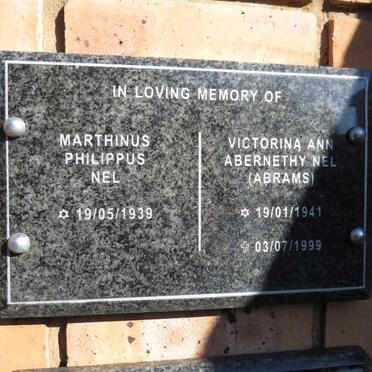 IN LOVING MEMORY OF
MARTHINUS
PHILIPPUS
NEL
✡ 19/05/1939
VICTORINA ANN
ABERNETHY NEL
(ABRAMS)
✡ 19/01/1941
✞ 03/07/1999